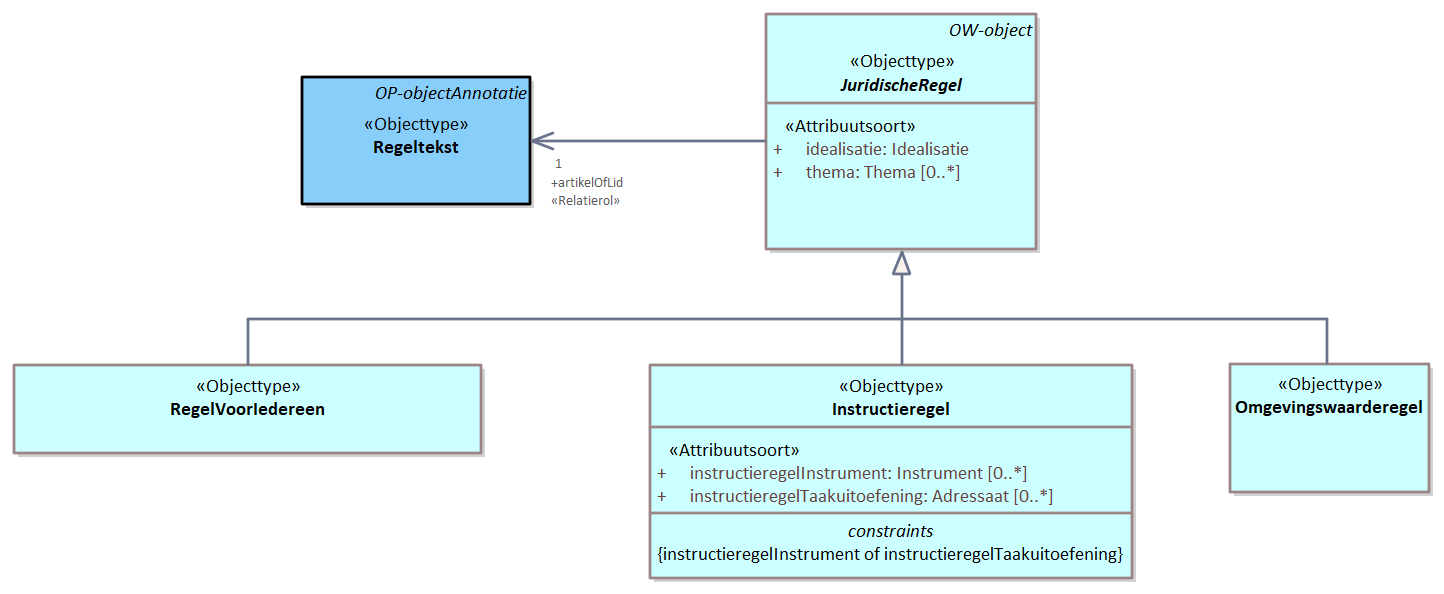 OW-object
«Objecttype»
JuridischeRegel
«Attribuutsoort»
+ idealisatie: Idealisatie
+ thema: Thema [0..*]
OP-objectAnnotatie
«Objecttype»
Regeltekst
1
+artikelOfLid
«Relatierol»
«Objecttype»
RegelVoorIedereen
«Objecttype»
Instructieregel
«Attribuutsoort»
+ instructieregelInstrument: Instrument [0..*]
+ instructieregelTaakuitoefening: Adressaat [0..*]
constraints
{instructieregelInstrument of instructieregelTaakuitoefening}
«Objecttype»
Omgevingswaarderegel